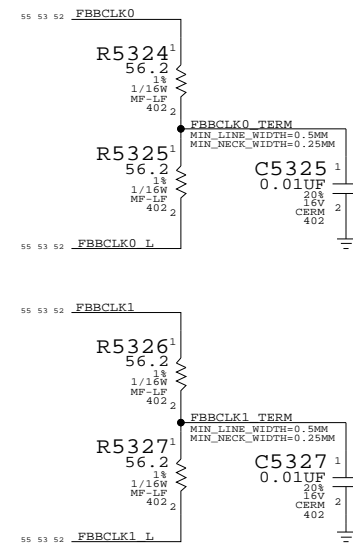 55 53 52 FBBCLK0
R5324 1
56.2
1%
1/16W
MF-LF
402 2
FBBCLK0_TERM
MIN_LINE_WIDTH=0.5MM
MIN_NECK_WIDTH=0.25MM
R5325 1
56.2
1%
1/16W
MF-LF
402 2
C5325 1
0.01UF
20%
16V
CERM 2
402
55 53 52 FBBCLK0_L
55 53 52 FBBCLK1
R5326 1
56.2
1%
1/16W
MF-LF
402 2
FBBCLK1_TERM
MIN_LINE_WIDTH=0.5MM
MIN_NECK_WIDTH=0.25MM
R5327 1
56.2
1%
1/16W
MF-LF
402 2
C5327 1
0.01UF
20%
16V
CERM 2
402
55 53 52 FBBCLK1_L